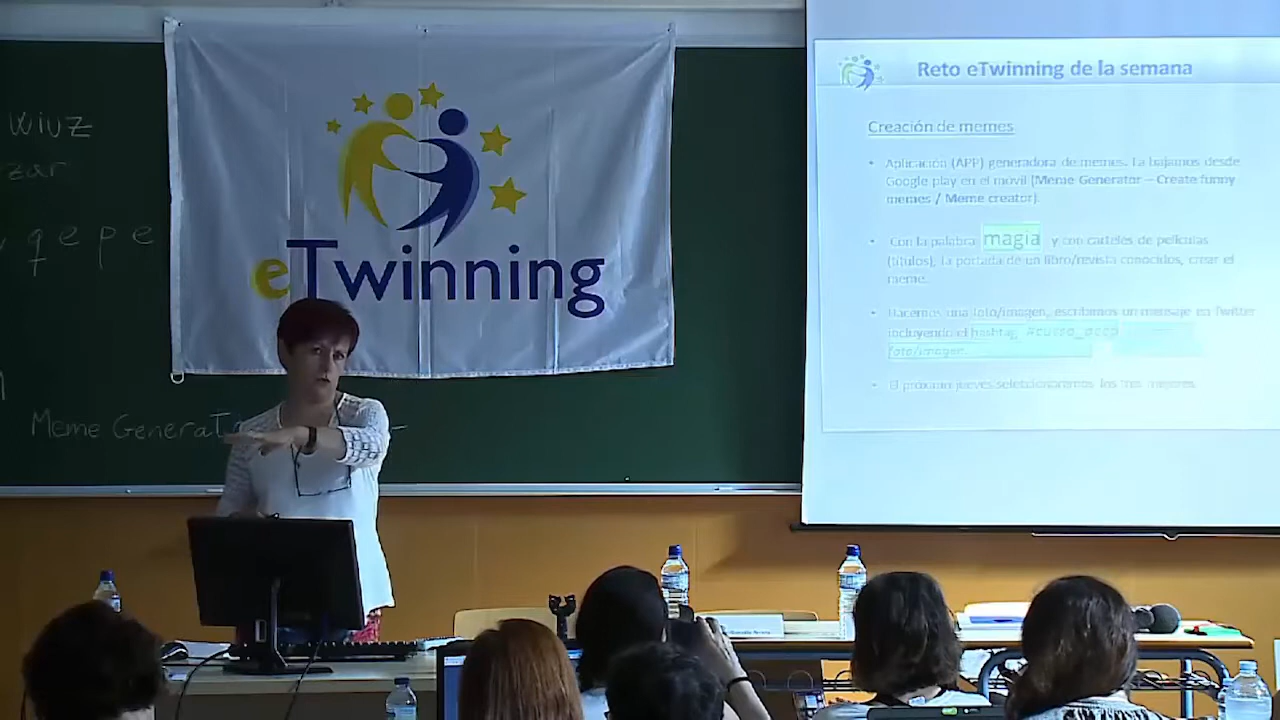 wiuz
zar
y q e p e
Meme Generat
eTwinning
Reto eTwinning de la semana
Creación de memes
• Aplicación (APP) generadora de memes. La bajamos desde
Google play en el móvil (Meme Generator – Create funny
memes / Meme creator).
• Con la palabra magia y con carteles de películas
(títulos), la portada de un libro/revista conocidos, crear el
meme.
• Hacemos una foto/imagen, escribimos un mensaje en Twitter
incluyendo el hashtag
foto/imagen.
• El próximo jueves seleccionaremos los tres mejores.